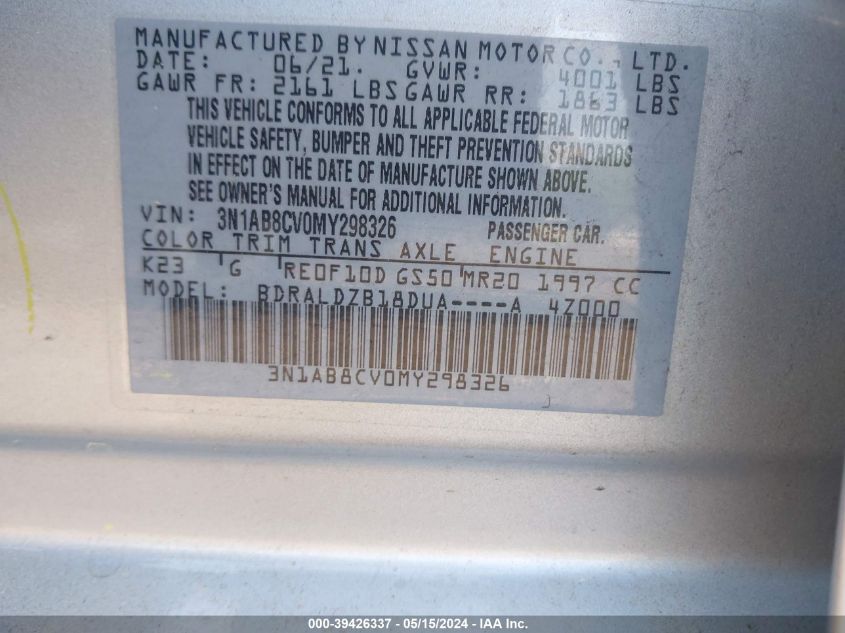 MANUFACTURED BY NISSAN MOTOR CO., LTD.
DATE: 06/21. GVWR: 4001 LBS
GAWR FR: 2161 LBS GAWR RR: 1863 LBS
THIS VEHICLE CONFORMS TO ALL APPLICABLE FEDERAL MOTOR
VEHICLE SAFETY, BUMPER AND THEFT PREVENTION STANDARDS
IN EFFECT ON THE DATE OF MANUFACTURE SHOWN ABOVE.
SEE OWNER'S MANUAL FOR ADDITIONAL INFORMATION.
VIN: 3N1AB8CV0MY298326 PASSENGER CAR.
COLOR TRIM TRANS AXLE ENGINE
K23 G RE0F10D GS50 MR20 1997 CC
MODEL: BDRALDZB18DUA----A 4Z000
3N1AB8CV0MY298326
000-39426337 - 05/15/2024 - IAA Inc.